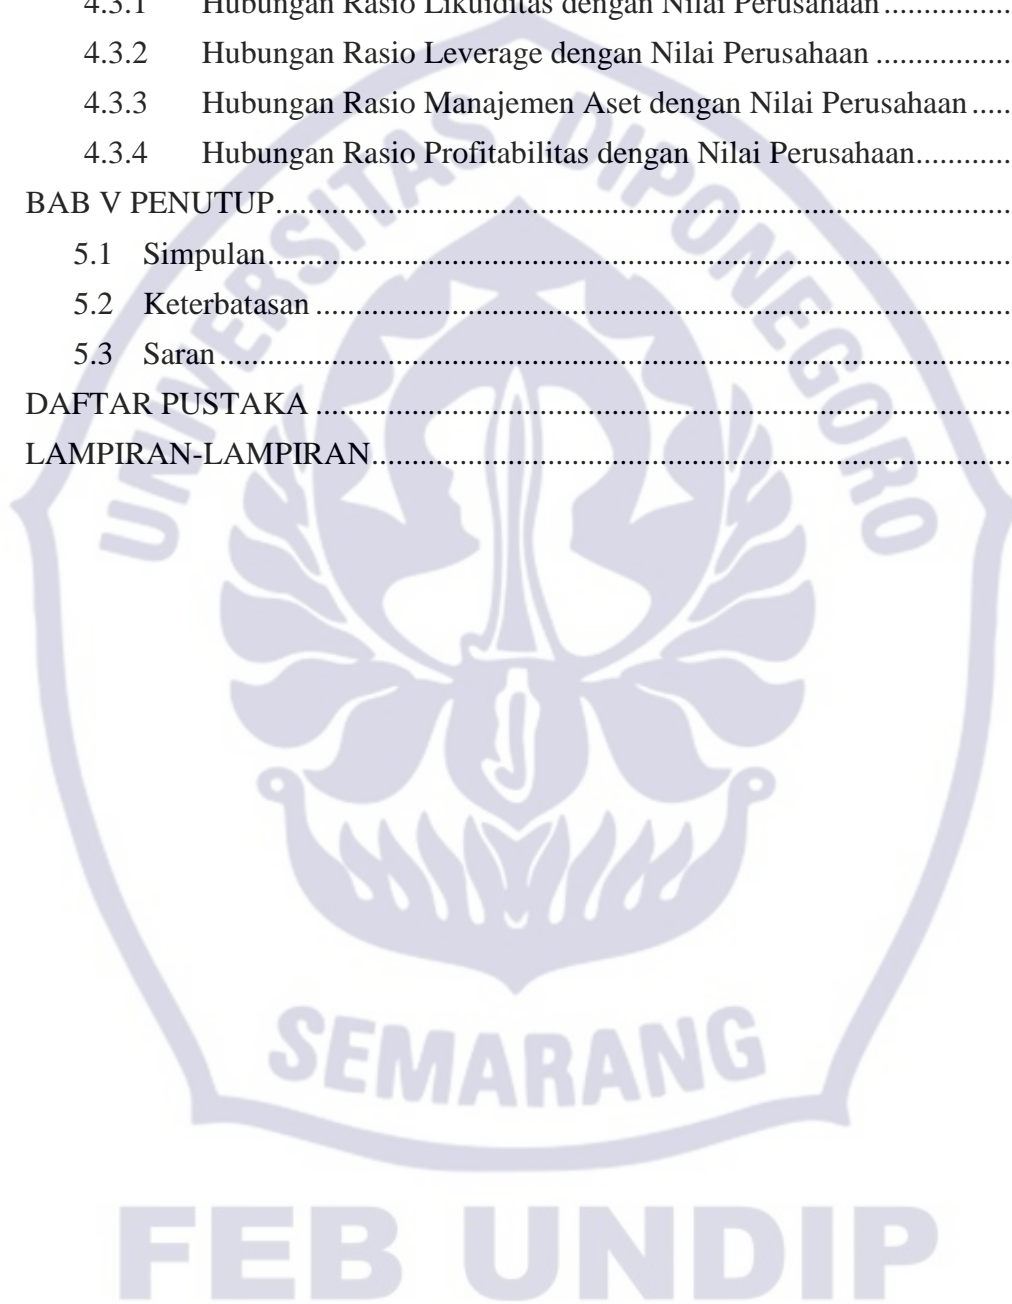 4.3.1 Hubungan Rasio Likuiditas dengan Nilai Perusahaan................
4.3.2 Hubungan Rasio Leverage dengan Nilai Perusahaan .................
4.3.3 Hubungan Rasio Manajemen Aset dengan Nilai Perusahaan .....
4.3.4 Hubungan Rasio Profitabilitas dengan Nilai Perusahaan............
BAB V PENUTUP...........................................................................................
5.1 Simpulan............................................................................................
5.2 Keterbatasan ......................................................................................
5.3 Saran..................................................................................................
DAFTAR PUSTAKA ......................................................................................
LAMPIRAN-LAMPIRAN................................................................................
UNIVERSITAS DIPONEGORO
SEMARANG
FEB UNDIP